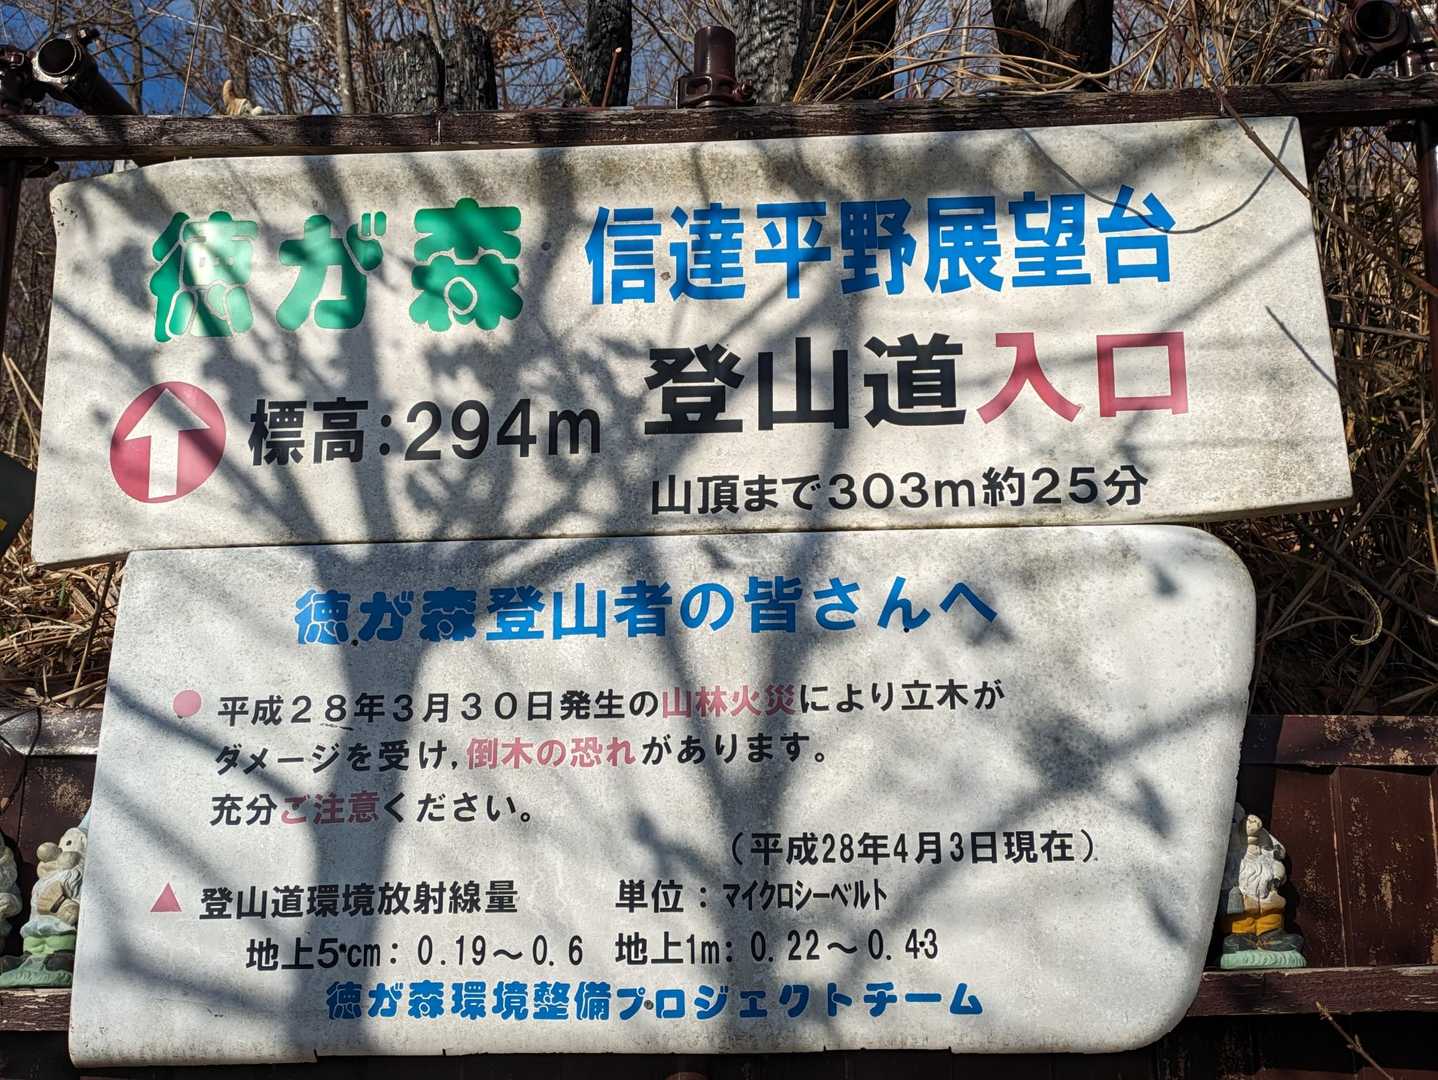 徳が森 信達平野展望台
登山道入口
標高:294m
山頂まで303m約25分
徳が森登山者の皆さんへ
●平成28年3月30日発生の山林火災により立木が
ダメージを受け,倒木の恐れがあります。
充分ご注意ください。
(平成28年4月3日現在)
▲登山道環境放射線量 単位:マイクロシーベルト
地上5cm:0.19～0.6 地上1m:0.22～0.43
徳が森環境整備プロジェクトチーム